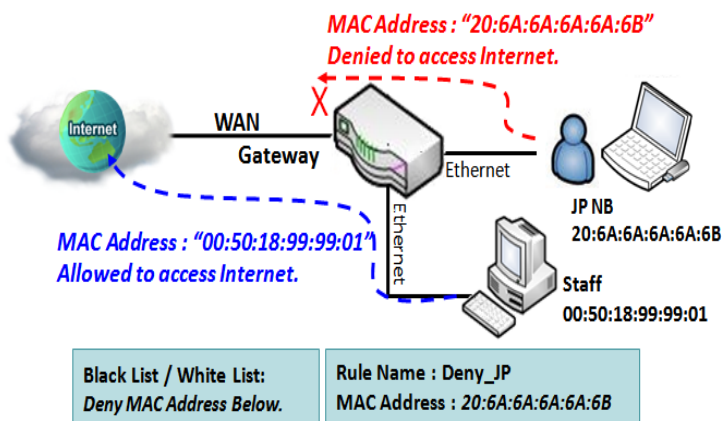 MAC Address : “20:6A:6A:6A:6A:6B”
Denied to access Internet.
X
Internet
WAN
Gateway
Ethernet
Ethernet
JP NB
20:6A:6A:6A:6A:6B
MAC Address : “00:50:18:99:99:01”
Allowed to access Internet.
Staff
00:50:18:99:99:01
Black List / White List:
Deny MAC Address Below.
Rule Name : Deny_JP
MAC Address : 20:6A:6A:6A:6A:6B